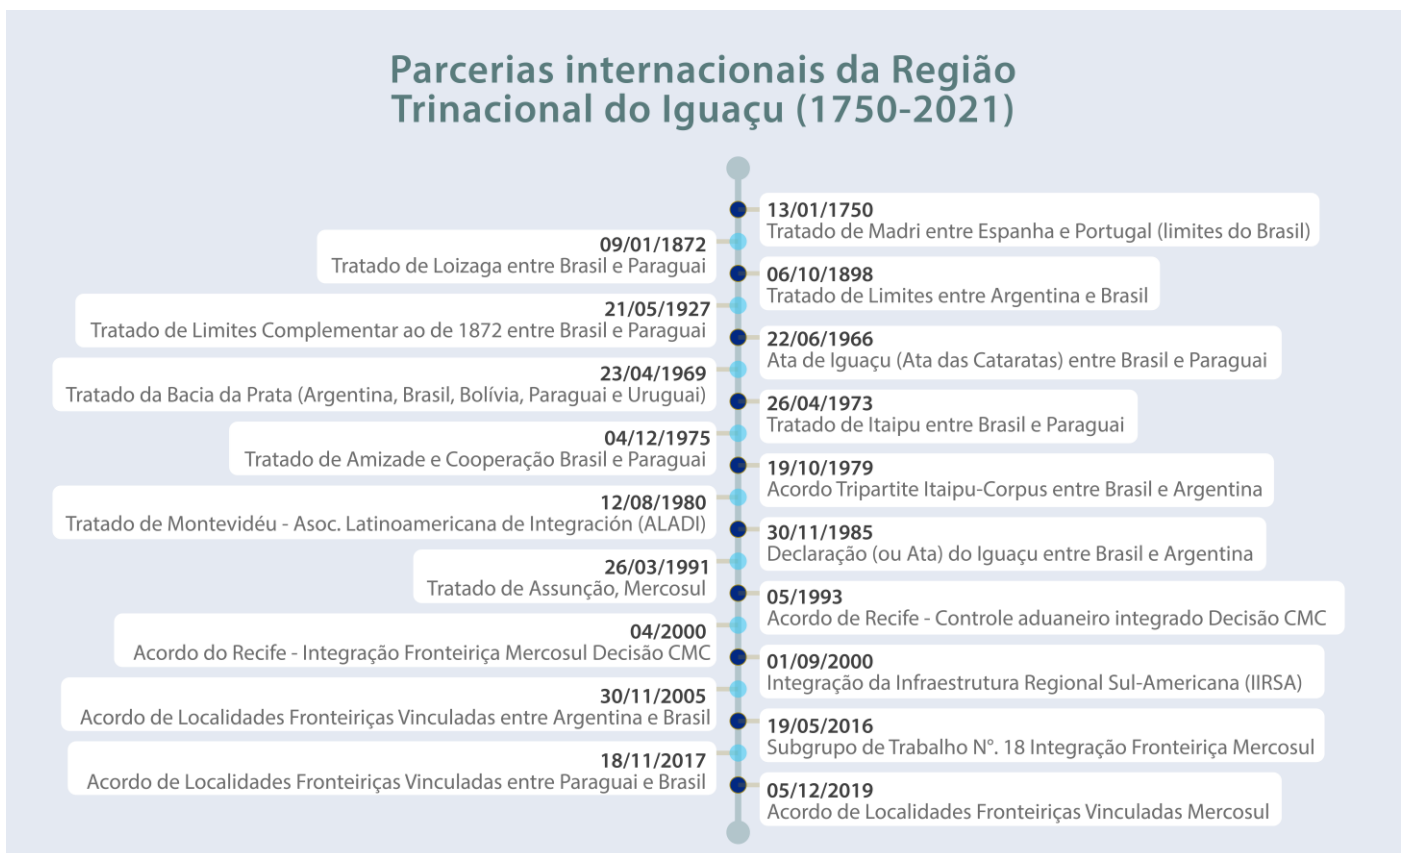 Parcerias internacionais da Região
Trinacional do Iguaçu (1750-2021)
13/01/1750
Tratado de Madri entre Espanha e Portugal (limites do Brasil)
09/01/1872
Tratado de Loizaga entre Brasil e Paraguai
06/10/1898
Tratado de Limites entre Argentina e Brasil
21/05/1927
Tratado de Limites Complementar ao de 1872 entre Brasil e Paraguai
22/06/1966
Ata de Iguaçu (Ata das Cataratas) entre Brasil e Paraguai
23/04/1969
Tratado da Bacia da Prata (Argentina, Brasil, Bolívia, Paraguai e Uruguai)
26/04/1973
Tratado de Itaipu entre Brasil e Paraguai
04/12/1975
Tratado de Amizade e Cooperação Brasil e Paraguai
19/10/1979
Acordo Tripartite Itaipu-Corpus entre Brasil e Argentina
12/08/1980
Tratado de Montevidéu - Asoc. Latinoamericana de Integración (ALADI)
30/11/1985
Declaração (ou Ata) do Iguaçu entre Brasil e Argentina
26/03/1991
Tratado de Assunção, Mercosul
05/1993
Acordo de Recife - Controle aduaneiro integrado Decisão CMC
04/2000
Acordo do Recife - Integração Fronteiriça Mercosul Decisão CMC
01/09/2000
Integração da Infraestrutura Regional Sul-Americana (IIRSA)
30/11/2005
Acordo de Localidades Fronteiriças Vinculadas entre Argentina e Brasil
19/05/2016
Subgrupo de Trabalho N°. 18 Integração Fronteiriça Mercosul
18/11/2017
Acordo de Localidades Fronteiriças Vinculadas entre Paraguai e Brasil
05/12/2019
Acordo de Localidades Fronteiriças Vinculadas Mercosul